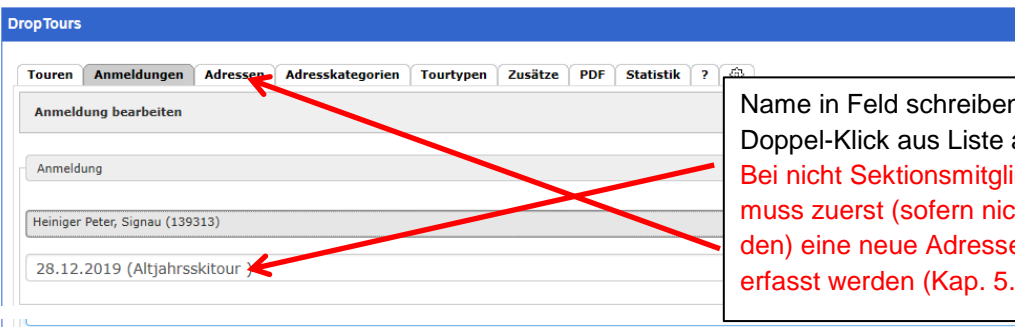 DropTours
Touren Anmeldungen Adressen Adresskategorien Tourtypen Zusätze PDF Statistik ?
Anmeldung bearbeiten
Anmeldung
Heiniger Peter, Signau (139313)
28.12.2019 (Altjahrsskitour )
Name in Feld schreiben
Doppel-Klick aus Liste a
Bei nicht Sektionsmitgli
muss zuerst (sofern nic
den) eine neue Adresse
erfasst werden (Kap. 5.